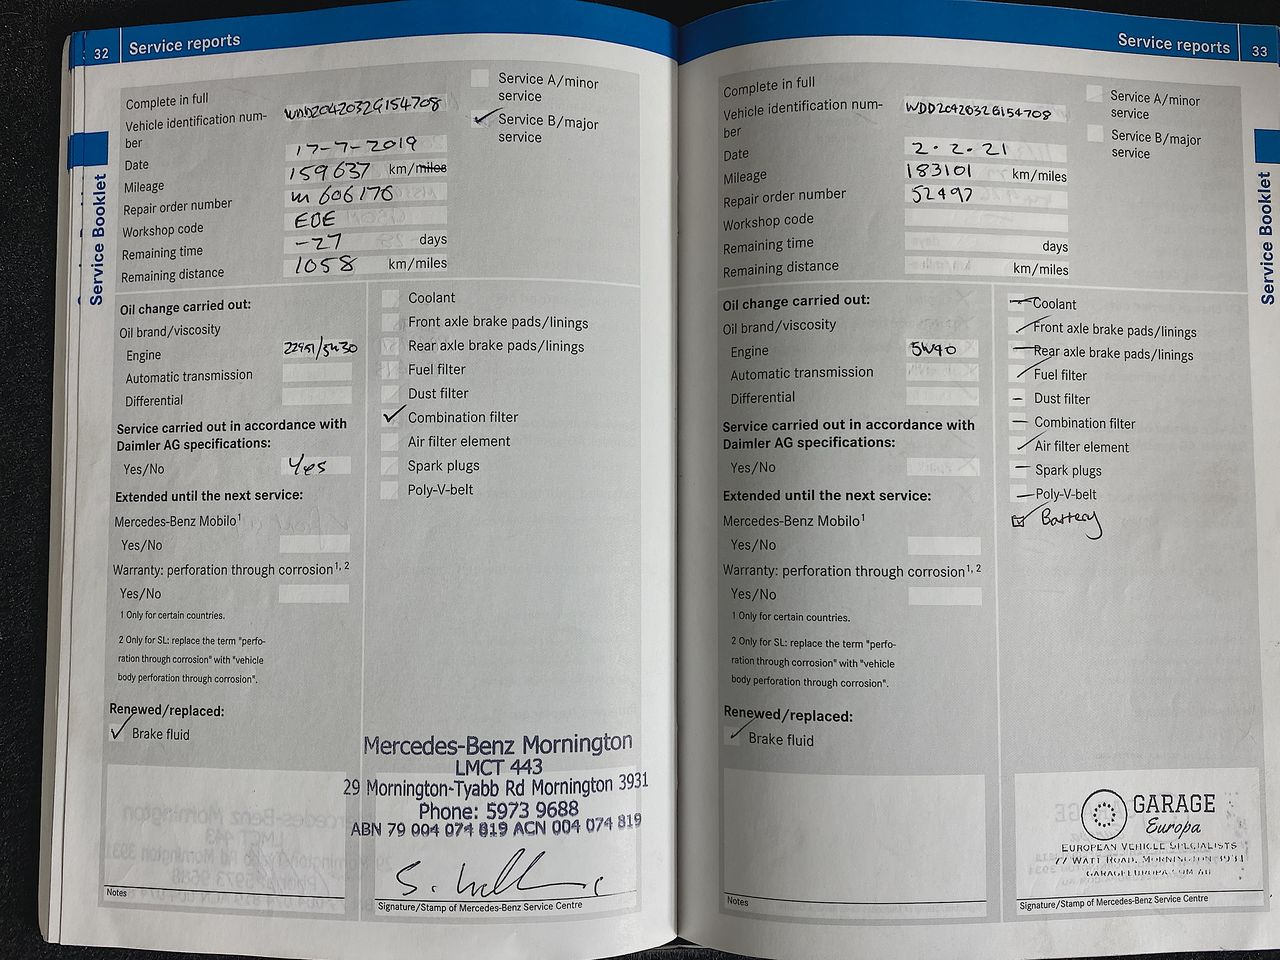 32 Service reports
Service Booklet
Complete in full
Vehicle identification num-
ber
WDD2042032G154708
Date 17-7-2019
Mileage 159637 km/miles
Repair order number M 606176
Workshop code EOE
Remaining time -27 days
Remaining distance 1058 km/miles
Service A/minor
service
Service B/major
service
Oil change carried out:
Oil brand/viscosity
Engine 22951/5W30
Automatic transmission
Differential
Service carried out in accordance with
Daimler AG specifications:
Yes/No Yes
Extended until the next service:
Mercedes-Benz Mobilo1
Yes/No
Warranty: perforation through corrosion1, 2
Yes/No
1 Only for certain countries.
2 Only for SL: replace the term "perfo-
ration through corrosion" with "vehicle
body perforation through corrosion".
Renewed/replaced:
Brake fluid
Coolant
Front axle brake pads/linings
Rear axle brake pads/linings
Fuel filter
Dust filter
Combination filter
Air filter element
Spark plugs
Poly-V-belt
Mercedes-Benz Mornington
LMCT 443
29 Mornington-Tyabb Rd Mornington 3931
Phone: 5973 9688
ABN 79 004 074 819 ACN 004 074 819
Notes
Signature/Stamp of Mercedes-Benz Service Centre
Service reports 33
Service Booklet
Complete in full
Vehicle identification num-
ber
WDD2042032G154708
Date 2.2.21
Mileage 183101 km/miles
Repair order number 52497
Workshop code
Remaining time days
Remaining distance km/miles
Service A/minor
service
Service B/major
service
Oil change carried out:
Oil brand/viscosity
Engine 5W40
Automatic transmission
Differential
Service carried out in accordance with
Daimler AG specifications:
Yes/No
Extended until the next service:
Mercedes-Benz Mobilo1
Yes/No
Warranty: perforation through corrosion1, 2
Yes/No
1 Only for certain countries.
2 Only for SL: replace the term "perfo-
ration through corrosion" with "vehicle
body perforation through corrosion".
Renewed/replaced:
Brake fluid
Coolant
Front axle brake pads/linings
Rear axle brake pads/linings
Fuel filter
Dust filter
Combination filter
Air filter element
Spark plugs
Poly-V-belt
Battery
GARAGE
Europa
EUROPEAN VEHICLE SPECIALISTS
77 WATT ROAD, MORNINGTON 3931
GARAGEEUROPA.COM.AU
Notes
Signature/Stamp of Mercedes-Benz Service Centre